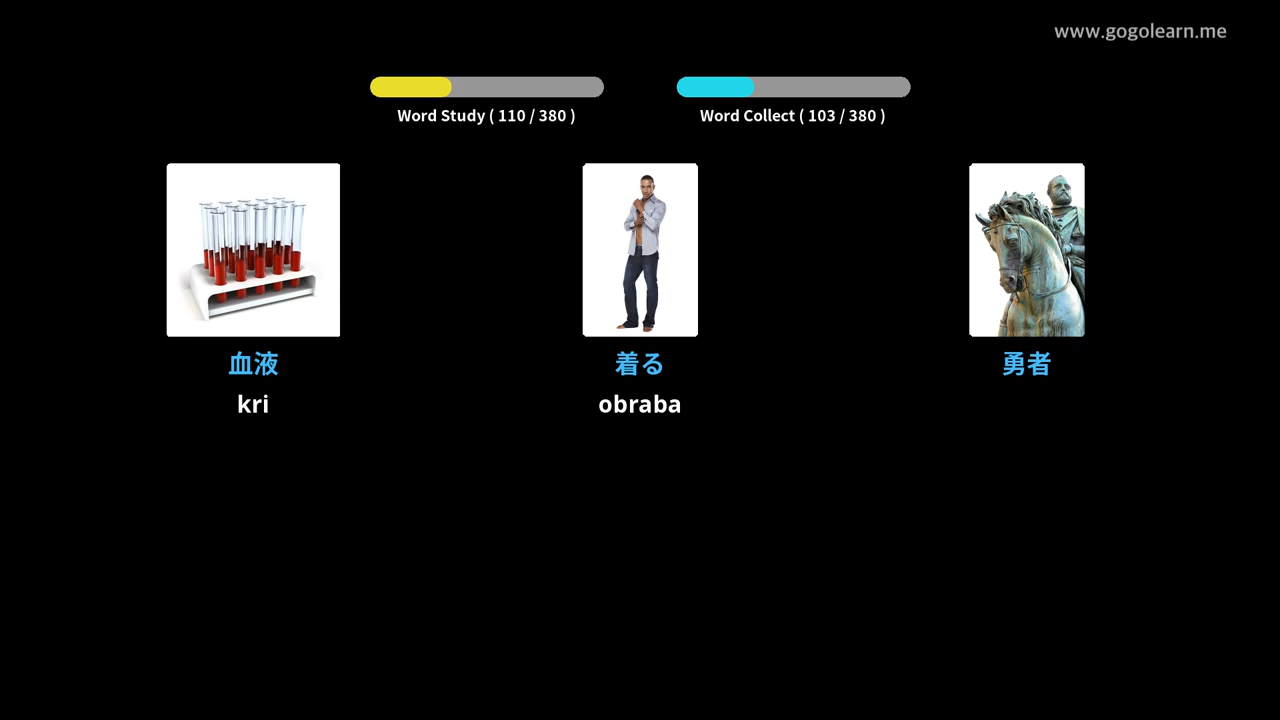 www.gogolearn.me
Word Study ( 110 / 380 )
Word Collect ( 103 / 380 )
血液
着る
勇者
kri
obraba